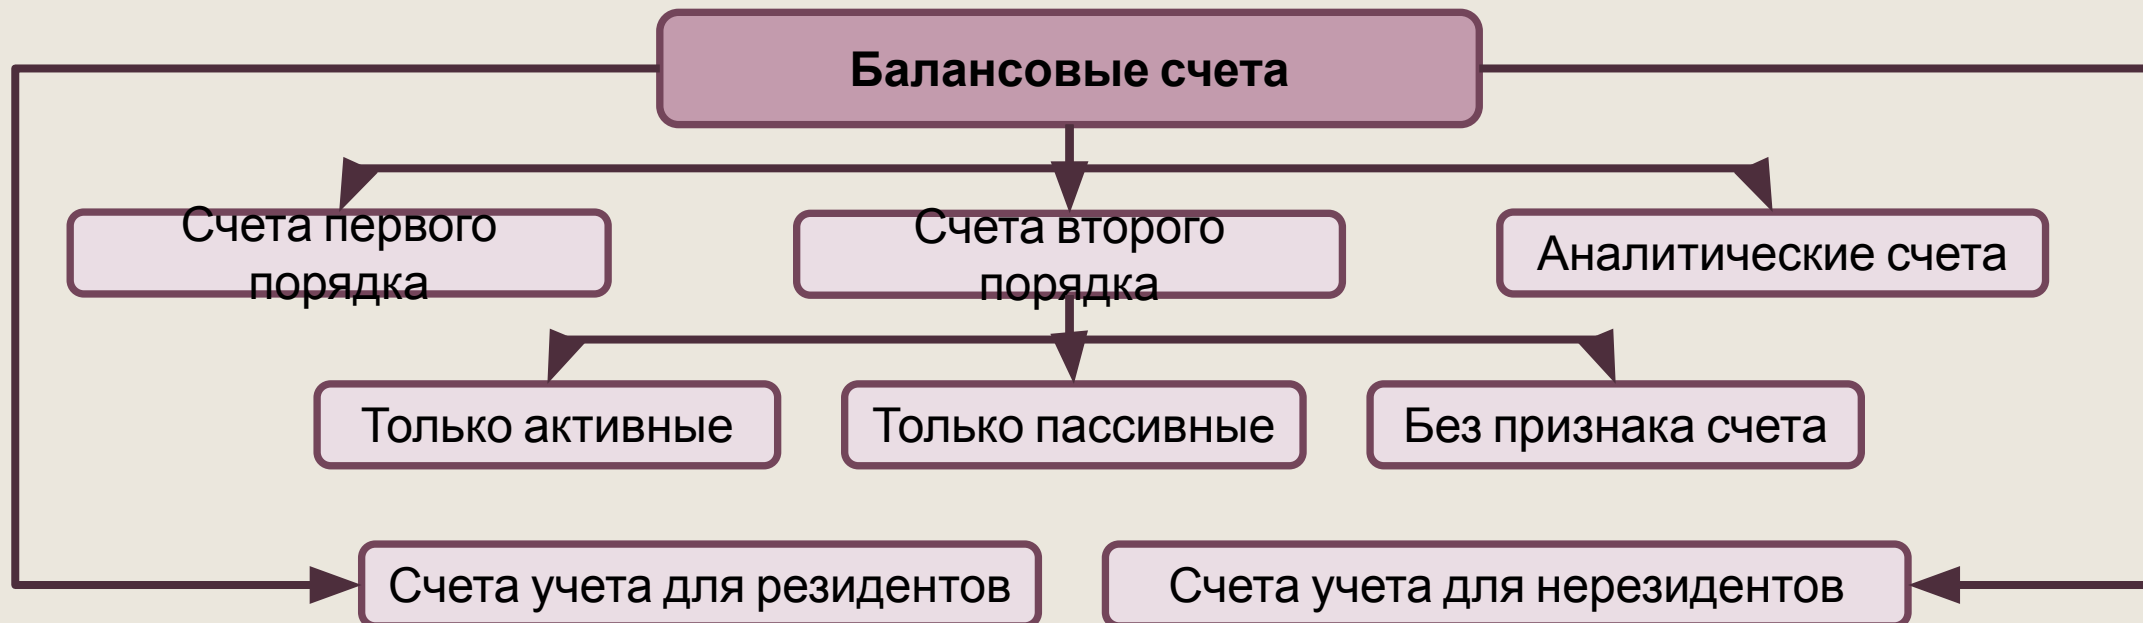 Балансовые счета
Счета первого
порядка
Счета второго
порядка
Аналитические счета
Только активные
Только пассивные
Без признака счета
Счета учета для резидентов
Счета учета для нерезидентов